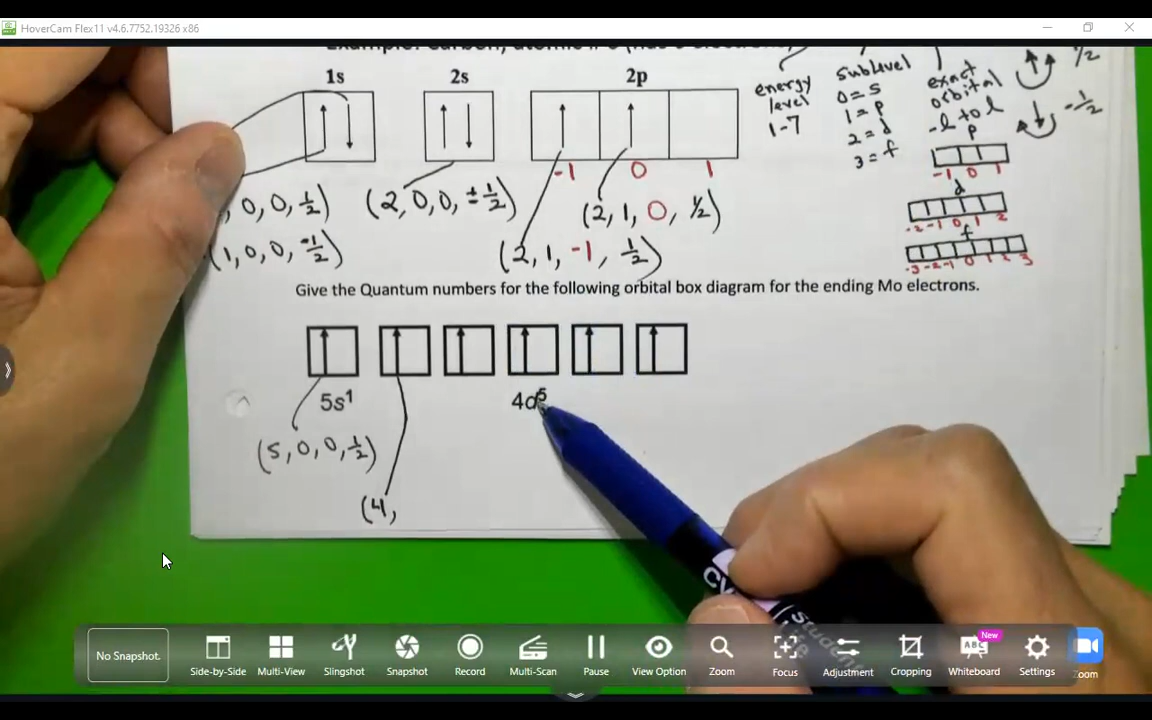 HoverCam Flex11 v4.6.7752.19326 x86
1s 2s 2p
energy level 1-7
sublevel 0=s 1=p 2=d 3=f
exact orbital -l to l
1/2
-1/2
p
-1 0 1
d
-2 -1 0 1 2
f
-3 -2 -1 0 1 2 3
-1 0 1
, 0, 0, 1/2)
(1, 0, 0, -1/2)
(2, 0, 0, ± 1/2)
(2, 1, 0, 1/2)
(2, 1, -1, 1/2)
Give the Quantum numbers for the following orbital box diagram for the ending Mo electrons.
5s¹ 4d⁵
(5, 0, 0, 1/2)
(4,
No Snapshot.
Side-by-Side Multi-View Slingshot Snapshot Record Multi-Scan Pause View Option Zoom Focus Adjustment Cropping Whiteboard Settings Zoom
New
ABC